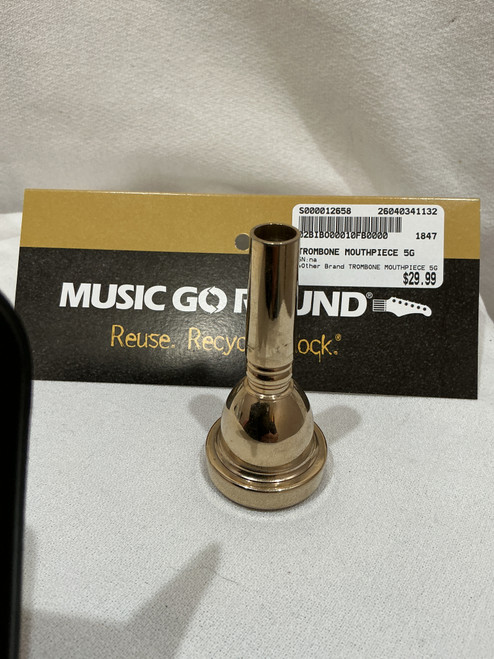 S000012658 26040341132
02BIBO00010FB0000 1847
TROMBONE MOUTHPIECE 5G
SN:na
Other Brand TROMBONE MOUTHPIECE 5G
$29.99
MUSIC GO R UND®
Reuse. Recyc ock.®